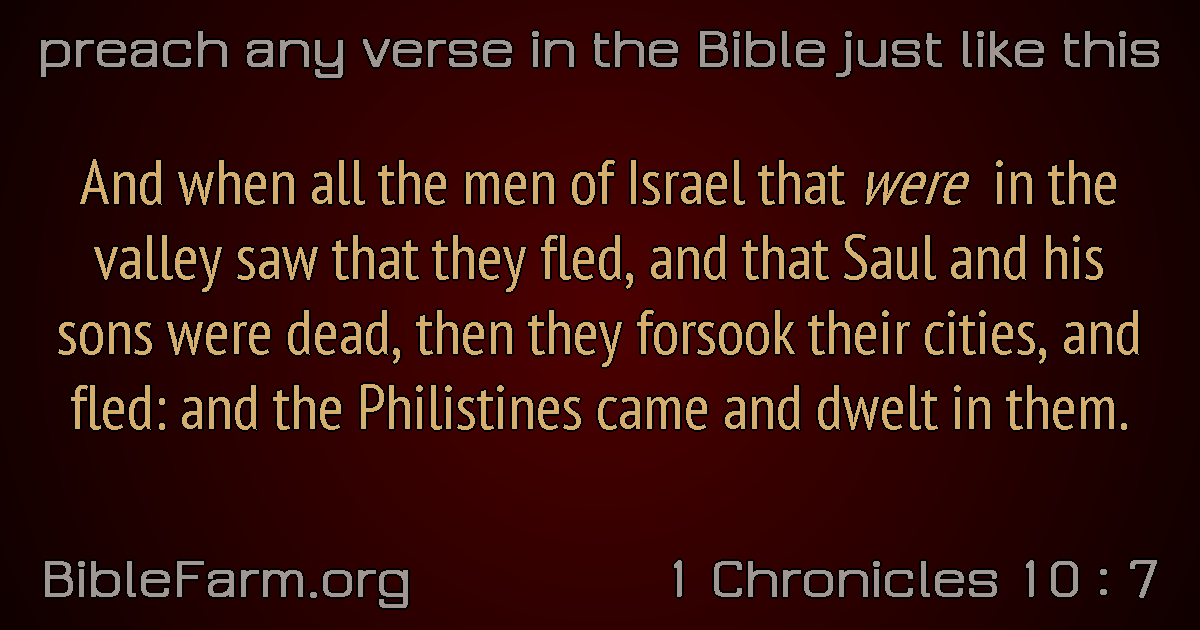 preach any verse in the Bible just like this
And when all the men of Israel that were in the
valley saw that they fled, and that Saul and his
sons were dead, then they forsook their cities, and
fled: and the Philistines came and dwelt in them.
BibleFarm.org
1 Chronicles 10 : 7